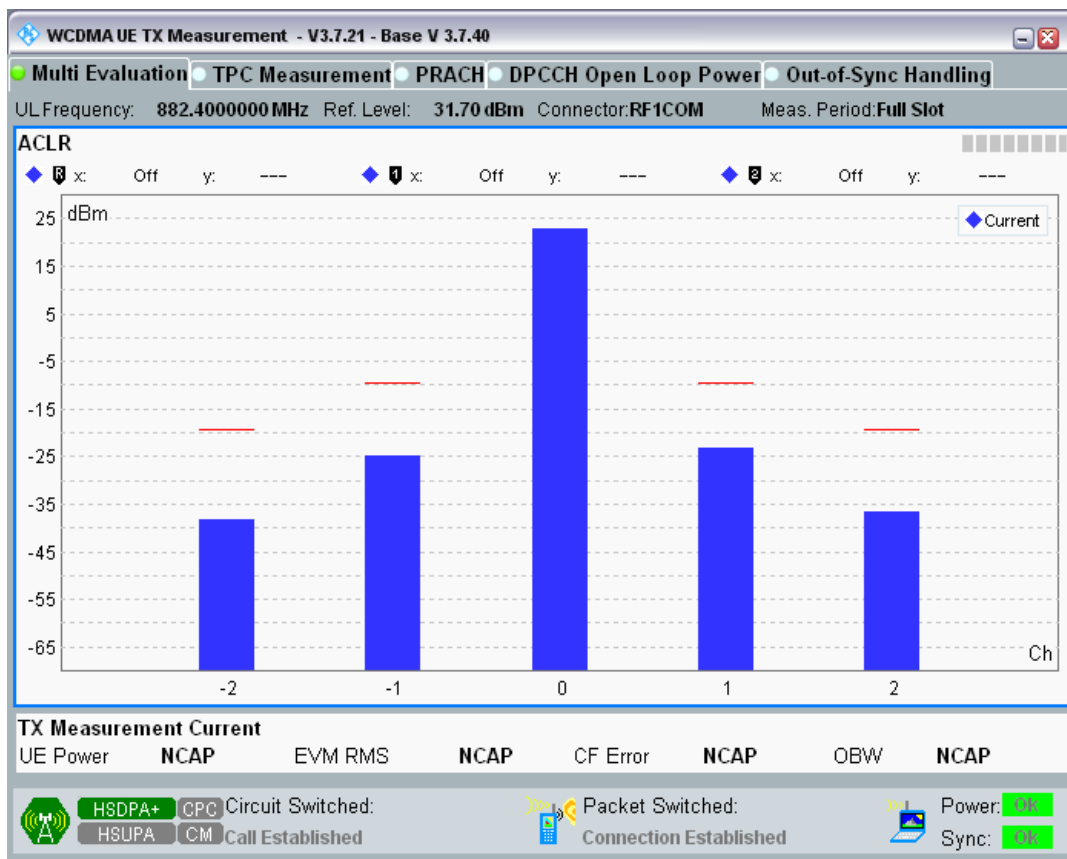 WCDMA UE TX Measurement - V3.7.21 - Base V 3.7.40
Multi Evaluation TPC Measurement PRACH DPCCH Open Loop Power Out-of-Sync Handling
UL Frequency: 882.4000000 MHz Ref. Level: 31.70 dBm Connector:RF1COM Meas. Period:Full Slot
ACLR
R x: Off y: --- 1 x: Off y: --- 2 x: Off y: ---
dBm
Current
25
15
5
-5
-15
-25
-35
-45
-55
-65
Ch
-2 -1 0 1 2
TX Measurement Current
UE Power NCAP EVM RMS NCAP CF Error NCAP OBW NCAP
HSDPA+ CPC Circuit Switched: Packet Switched: Power: OK
HSUPA CM Call Established Connection Established Sync: OK